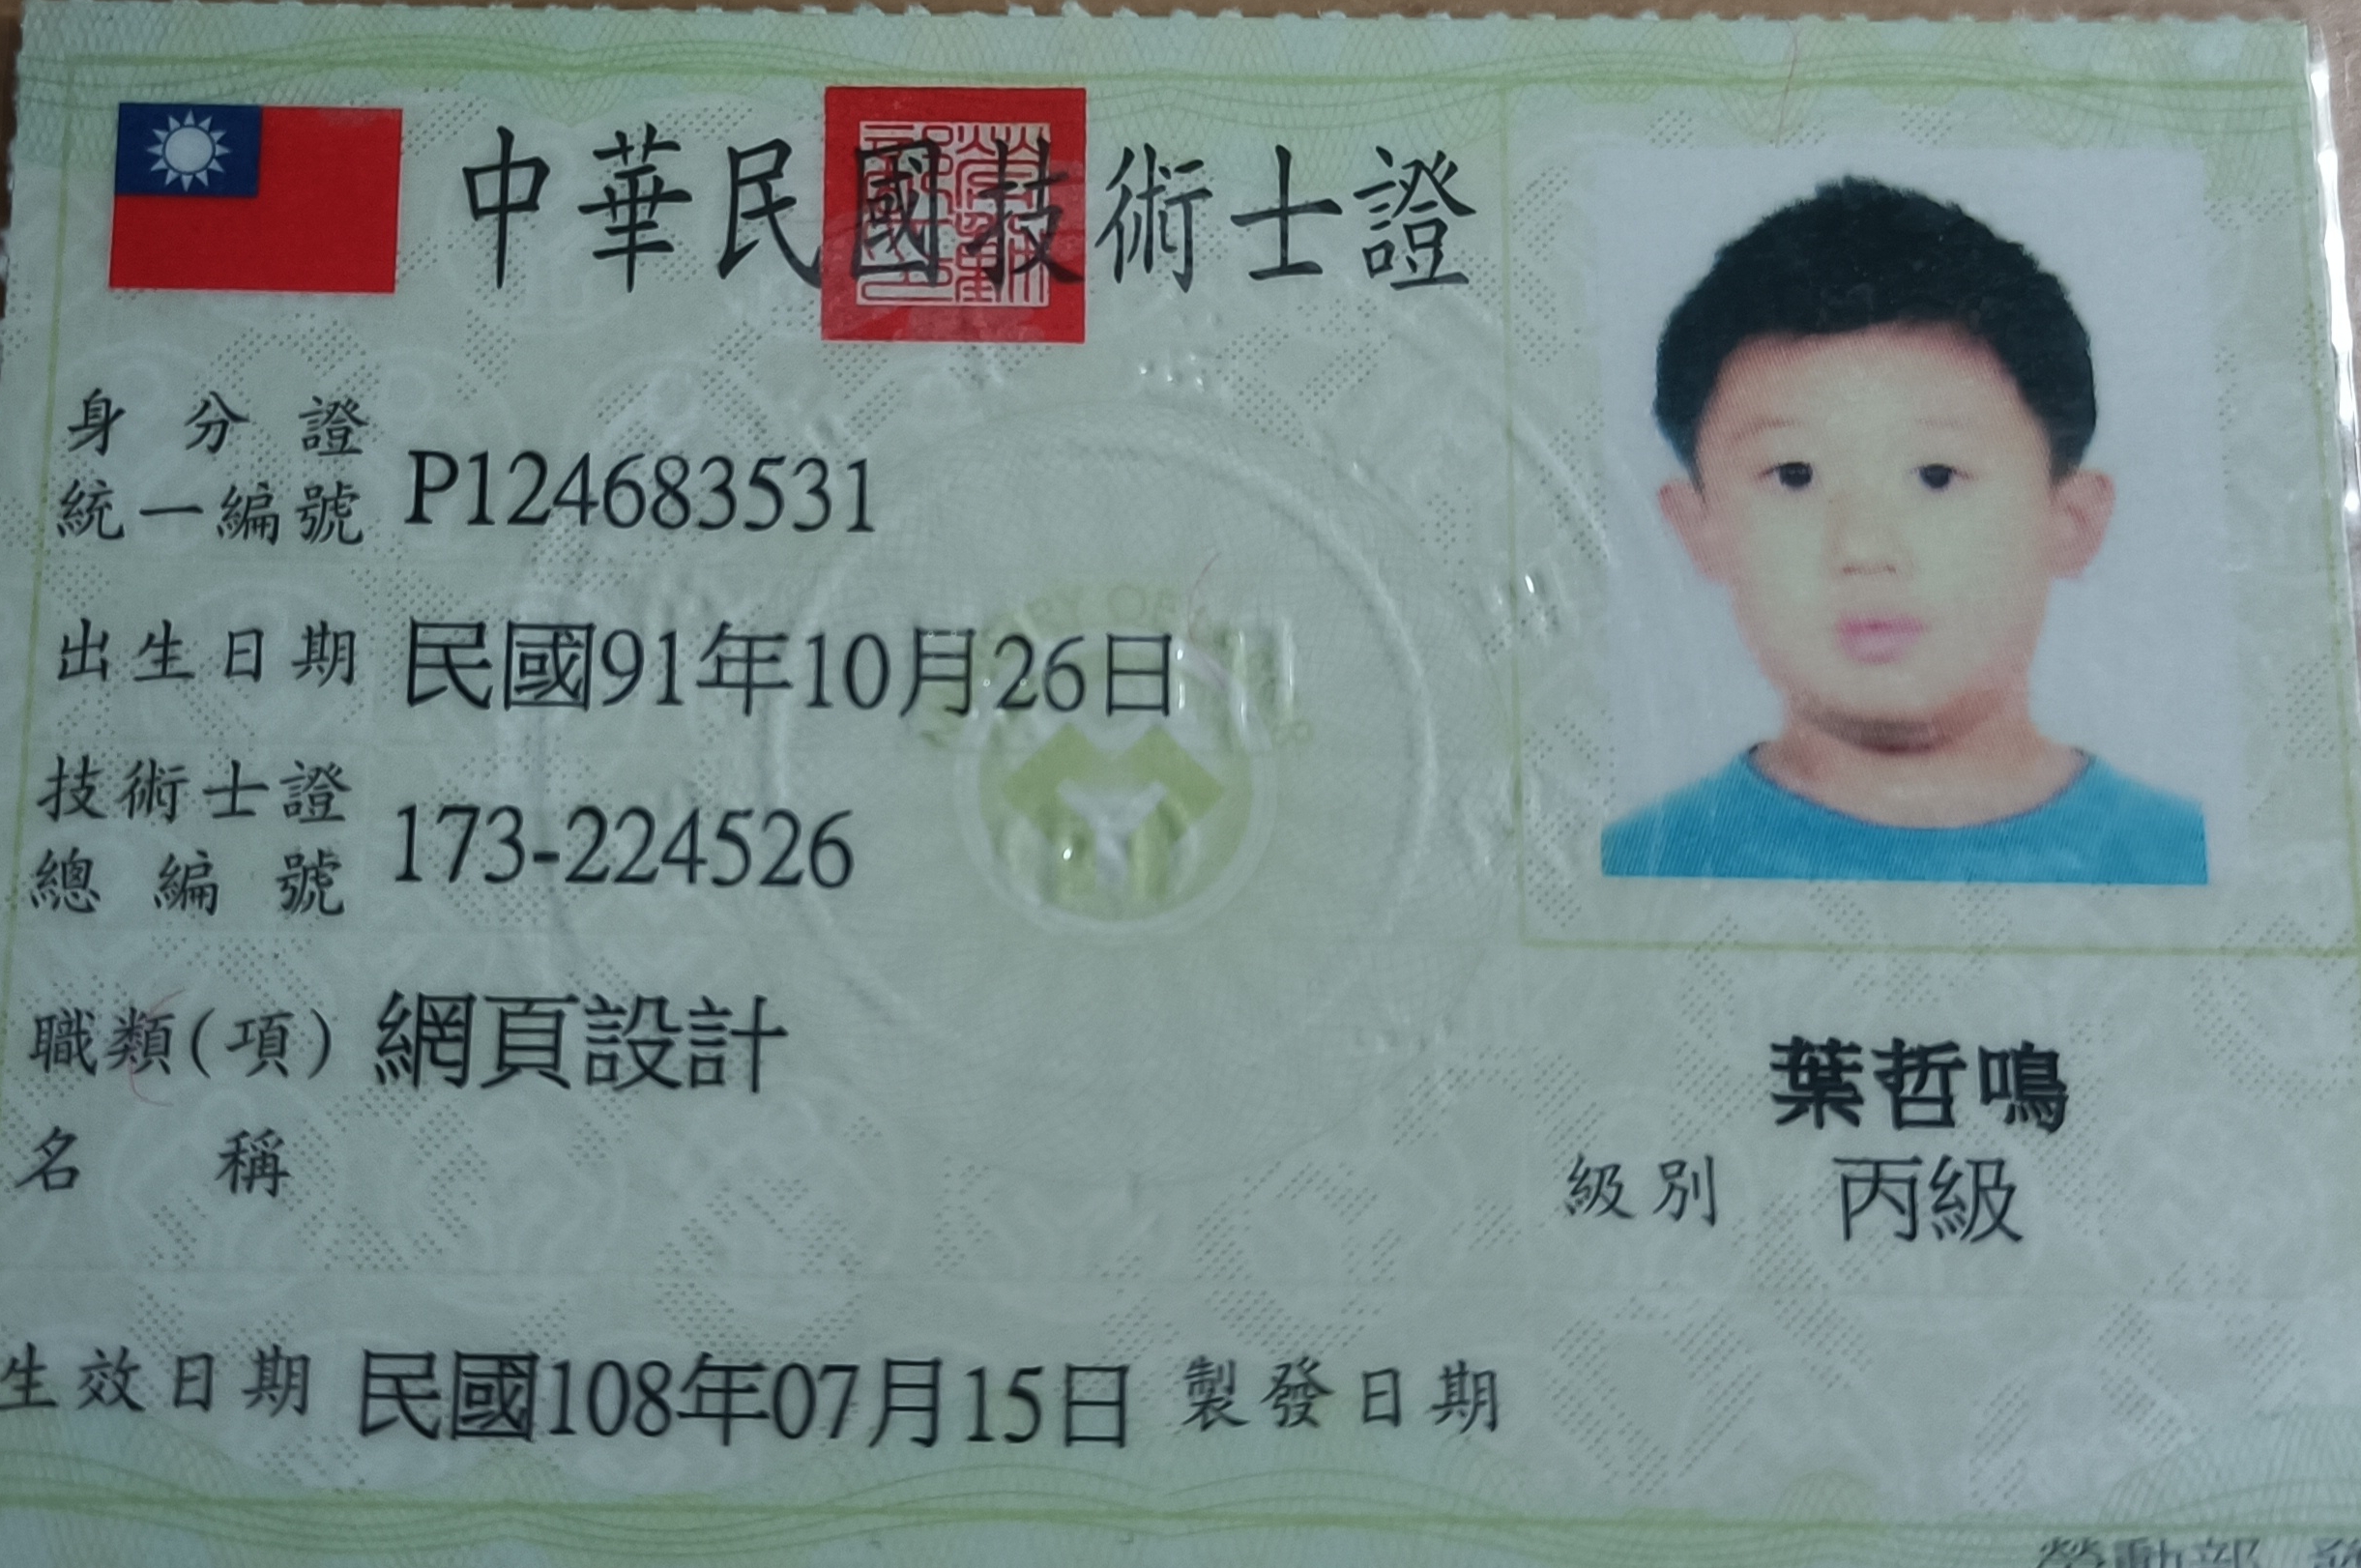 中華民國技術士證
身分證
統一編號 P124683531
出生日期 民國91年10月26日
技術士證
總編號 173-224526
職類(項) 網頁設計
名稱
葉哲鳴
級別 丙級
生效日期 民國108年07月15日 製發日期
勞動部